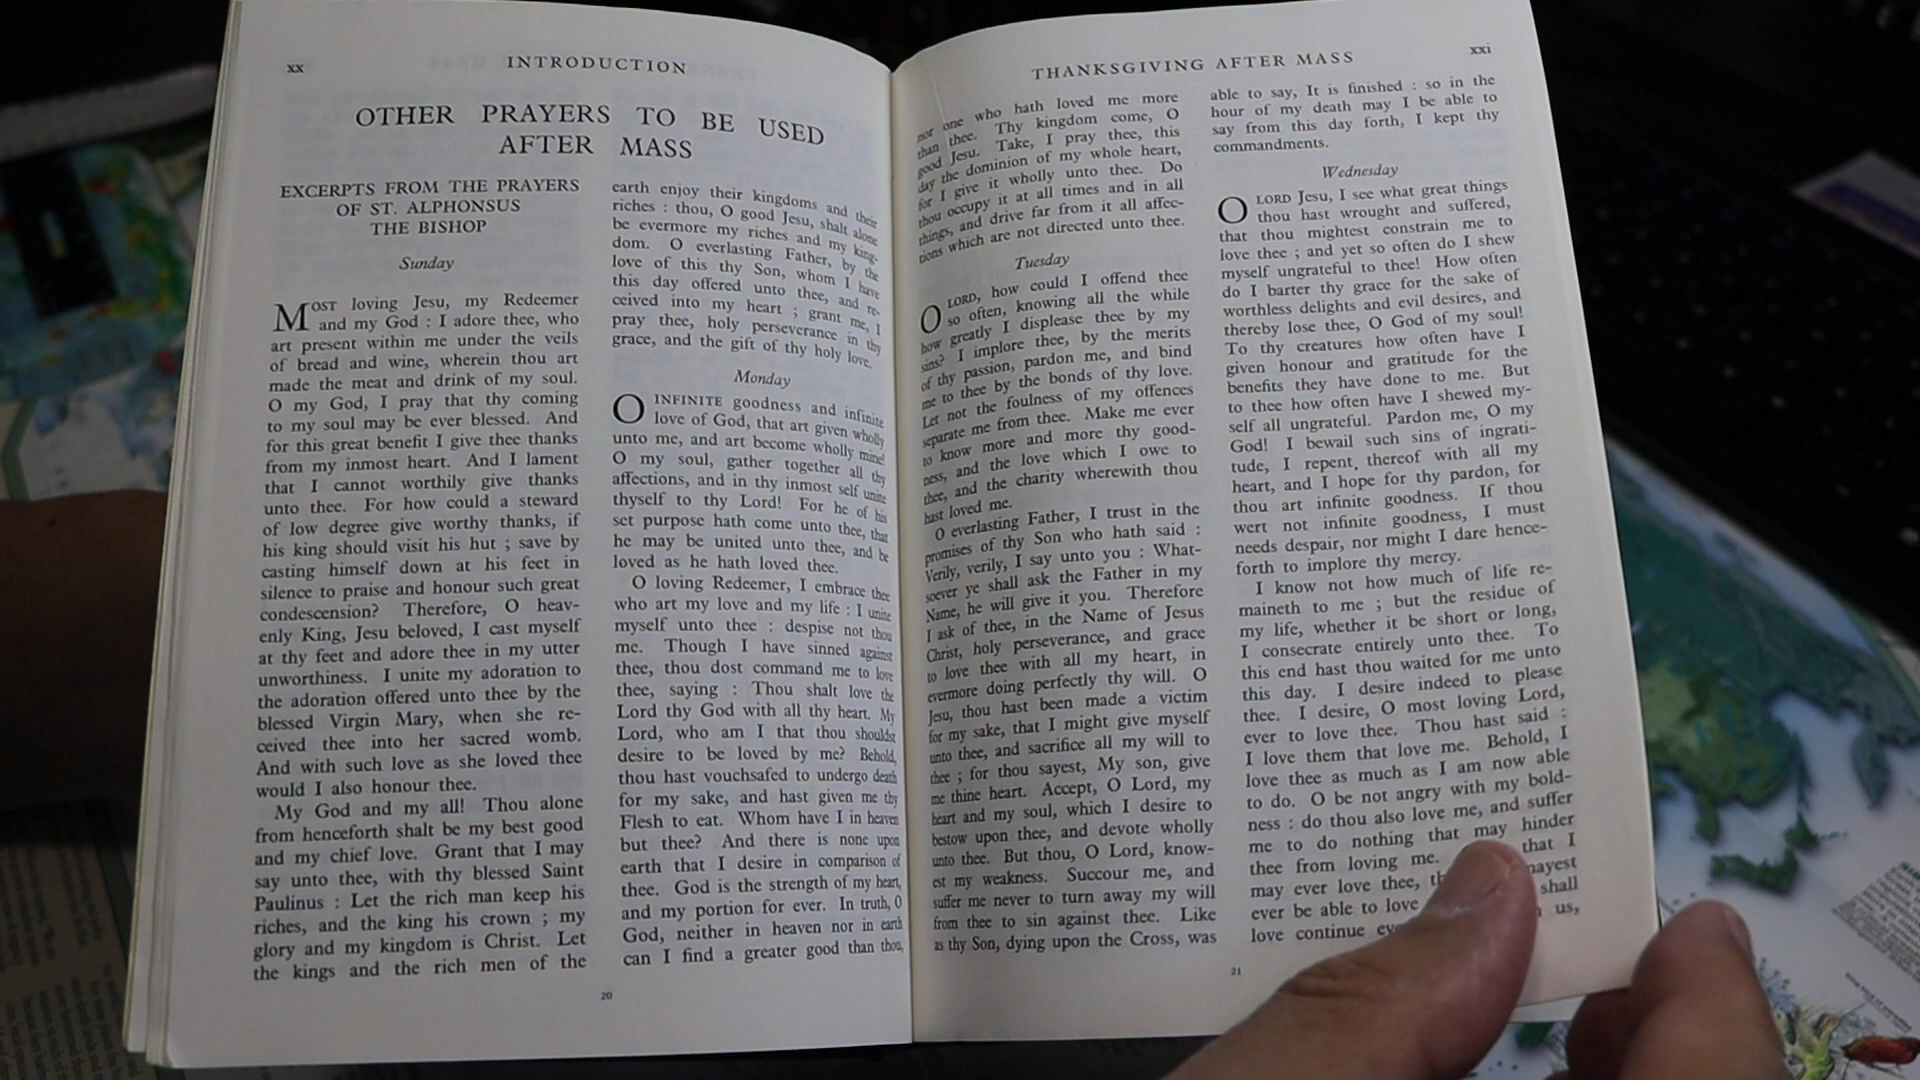 xx
INTRODUCTION
OTHER PRAYERS TO BE USED
AFTER MASS
EXCERPTS FROM THE PRAYERS
OF ST. ALPHONSUS
THE BISHOP
Sunday
MOST loving Jesu, my Redeemer
and my God : I adore thee, who
art present within me under the veils
of bread and wine, wherein thou art
made the meat and drink of my soul.
O my God, I pray that thy coming
to my soul may be ever blessed. And
for this great benefit I give thee thanks
from my inmost heart. And I lament
that I cannot worthily give thanks
unto thee. For how could a steward
of low degree give worthy thanks, if
his king should visit his hut ; save by
casting himself down at his feet in
silence to praise and honour such great
condescension? Therefore, O heav-
enly King, Jesu beloved, I cast myself
at thy feet and adore thee in my utter
unworthiness. I unite my adoration to
the adoration offered unto thee by the
blessed Virgin Mary, when she re-
ceived thee into her sacred womb.
And with such love as she loved thee
would I also honour thee.
My God and my all! Thou alone
from henceforth shalt be my best good
and my chief love. Grant that I may
say unto thee, with thy blessed Saint
Paulinus : Let the rich man keep his
riches, and the king his crown ; my
glory and my kingdom is Christ. Let
the kings and the rich men of the
earth enjoy their kingdoms and their
riches : thou, O good Jesu, shalt alone
be evermore my riches and my king-
dom. O everlasting Father, by the
love of this thy Son, whom I have
this day offered unto thee, and re-
ceived into my heart ; grant me, I
pray thee, holy perseverance in thy
grace, and the gift of thy holy love.
Monday
O INFINITE goodness and infinite
love of God, that art given wholly
unto me, and art become wholly mine!
O my soul, gather together all thy
affections, and in thy inmost self unite
thyself to thy Lord! For he of his
set purpose hath come unto thee, that
he may be united unto thee, and be
loved as he hath loved thee.
O loving Redeemer, I embrace thee
who art my love and my life : I unite
myself unto thee : despise not thou
me. Though I have sinned against
thee, thou dost command me to love
thee, saying : Thou shalt love the
Lord thy God with all thy heart. My
Lord, who am I that thou shouldst
desire to be loved by me? Behold,
thou hast vouchsafed to undergo death
for my sake, and hast given me thy
Flesh to eat. Whom have I in heaven
but thee? And there is none upon
earth that I desire in comparison of
thee. God is the strength of my heart,
and my portion for ever. In truth, O
God, neither in heaven nor in earth
can I find a greater good than thou,
20
THANKSGIVING AFTER MASS
xxi
nor one who hath loved me more
than thee. Thy kingdom come, O
good Jesu. Take, I pray thee, this
day the dominion of my whole heart,
for I give it wholly unto thee. Do
thou occupy it at all times and in all
things, and drive far from it all affec-
tions which are not directed unto thee.
Tuesday
O LORD, how could I offend thee
so often, knowing all the while
how greatly I displease thee by my
sins? I implore thee, by the merits
of thy passion, pardon me, and bind
me to thee by the bonds of thy love.
Let not the foulness of my offences
separate me from thee. Make me ever
to know more and more thy good-
ness, and the love which I owe to
thee, and the charity wherewith thou
hast loved me.
O everlasting Father, I trust in the
promises of thy Son who hath said :
Verily, verily, I say unto you : What-
soever ye shall ask the Father in my
Name, he will give it you. Therefore
I ask of thee, in the Name of Jesus
Christ, holy perseverance, and grace
to love thee with all my heart, in
evermore doing perfectly thy will. O
Jesu, thou hast been made a victim
for my sake, that I might give myself
unto thee, and sacrifice all my will to
thee ; for thou sayest, My son, give
me thine heart. Accept, O Lord, my
heart and my soul, which I desire to
bestow upon thee, and devote wholly
unto thee. But thou, O Lord, know-
est my weakness. Succour me, and
suffer me never to turn away my will
from thee to sin against thee. Like
as thy Son, dying upon the Cross, was
able to say, It is finished : so in the
hour of my death may I be able to
say from this day forth, I kept thy
commandments.
Wednesday
O LORD Jesu, I see what great things
thou hast wrought and suffered,
that thou mightest constrain me to
love thee ; and yet so often do I shew
myself ungrateful to thee! How often
do I barter thy grace for the sake of
worthless delights and evil desires, and
thereby lose thee, O God of my soul!
To thy creatures how often have I
given honour and gratitude for the
benefits they have done to me. But
to thee how often have I shewed my-
self all ungrateful. Pardon me, O my
God! I bewail such sins of ingrati-
tude, I repent thereof with all my
heart, and I hope for thy pardon, for
thou art infinite goodness. If thou
wert not infinite goodness, I must
needs despair, nor might I dare hence-
forth to implore thy mercy.
I know not how much of life re-
maineth to me ; but the residue of
my life, whether it be short or long,
I consecrate entirely unto thee. To
this end hast thou waited for me unto
this day. I desire indeed to please
thee. I desire, O most loving Lord,
ever to love thee. Thou hast said :
I love them that love me. Behold, I
love thee as much as I am now able
to do. O be not angry with my bold-
ness : do thou also love me, and suffer
me to do nothing that may hinder
thee from loving me. that I
may ever love thee, mayest
ever be able to love shall
love continue us,
21